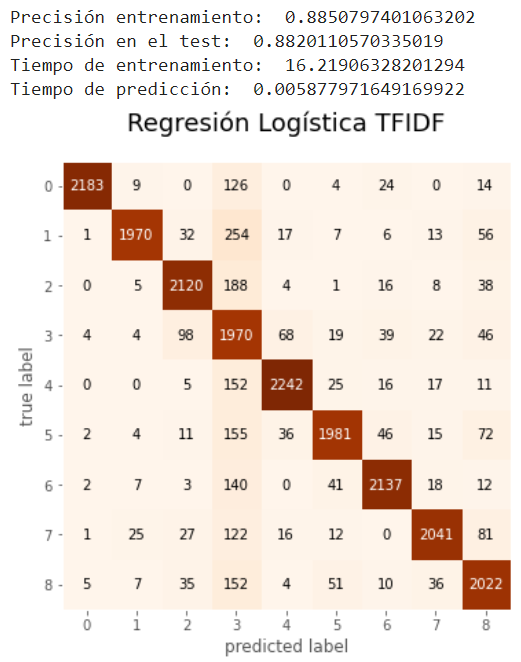 Precisión entrenamiento:  0.8850797401063202
Precisión en el test:  0.8820110570335019
Tiempo de entrenamiento:  16.21906328201294
Tiempo de predicción:  0.005877971649169922
Regresión Logística TFIDF
0 2183 9 0 126 0 4 24 0 14
1 1 1970 32 254 17 7 6 13 56
2 0 5 2120 188 4 1 16 8 38
3 4 4 98 1970 68 19 39 22 46
4 0 0 5 152 2242 25 16 17 11
5 2 4 11 155 36 1981 46 15 72
6 2 7 3 140 0 41 2137 18 12
7 1 25 27 122 16 12 0 2041 81
8 5 7 35 152 4 51 10 36 2022
0 1 2 3 4 5 6 7 8
true label
predicted label